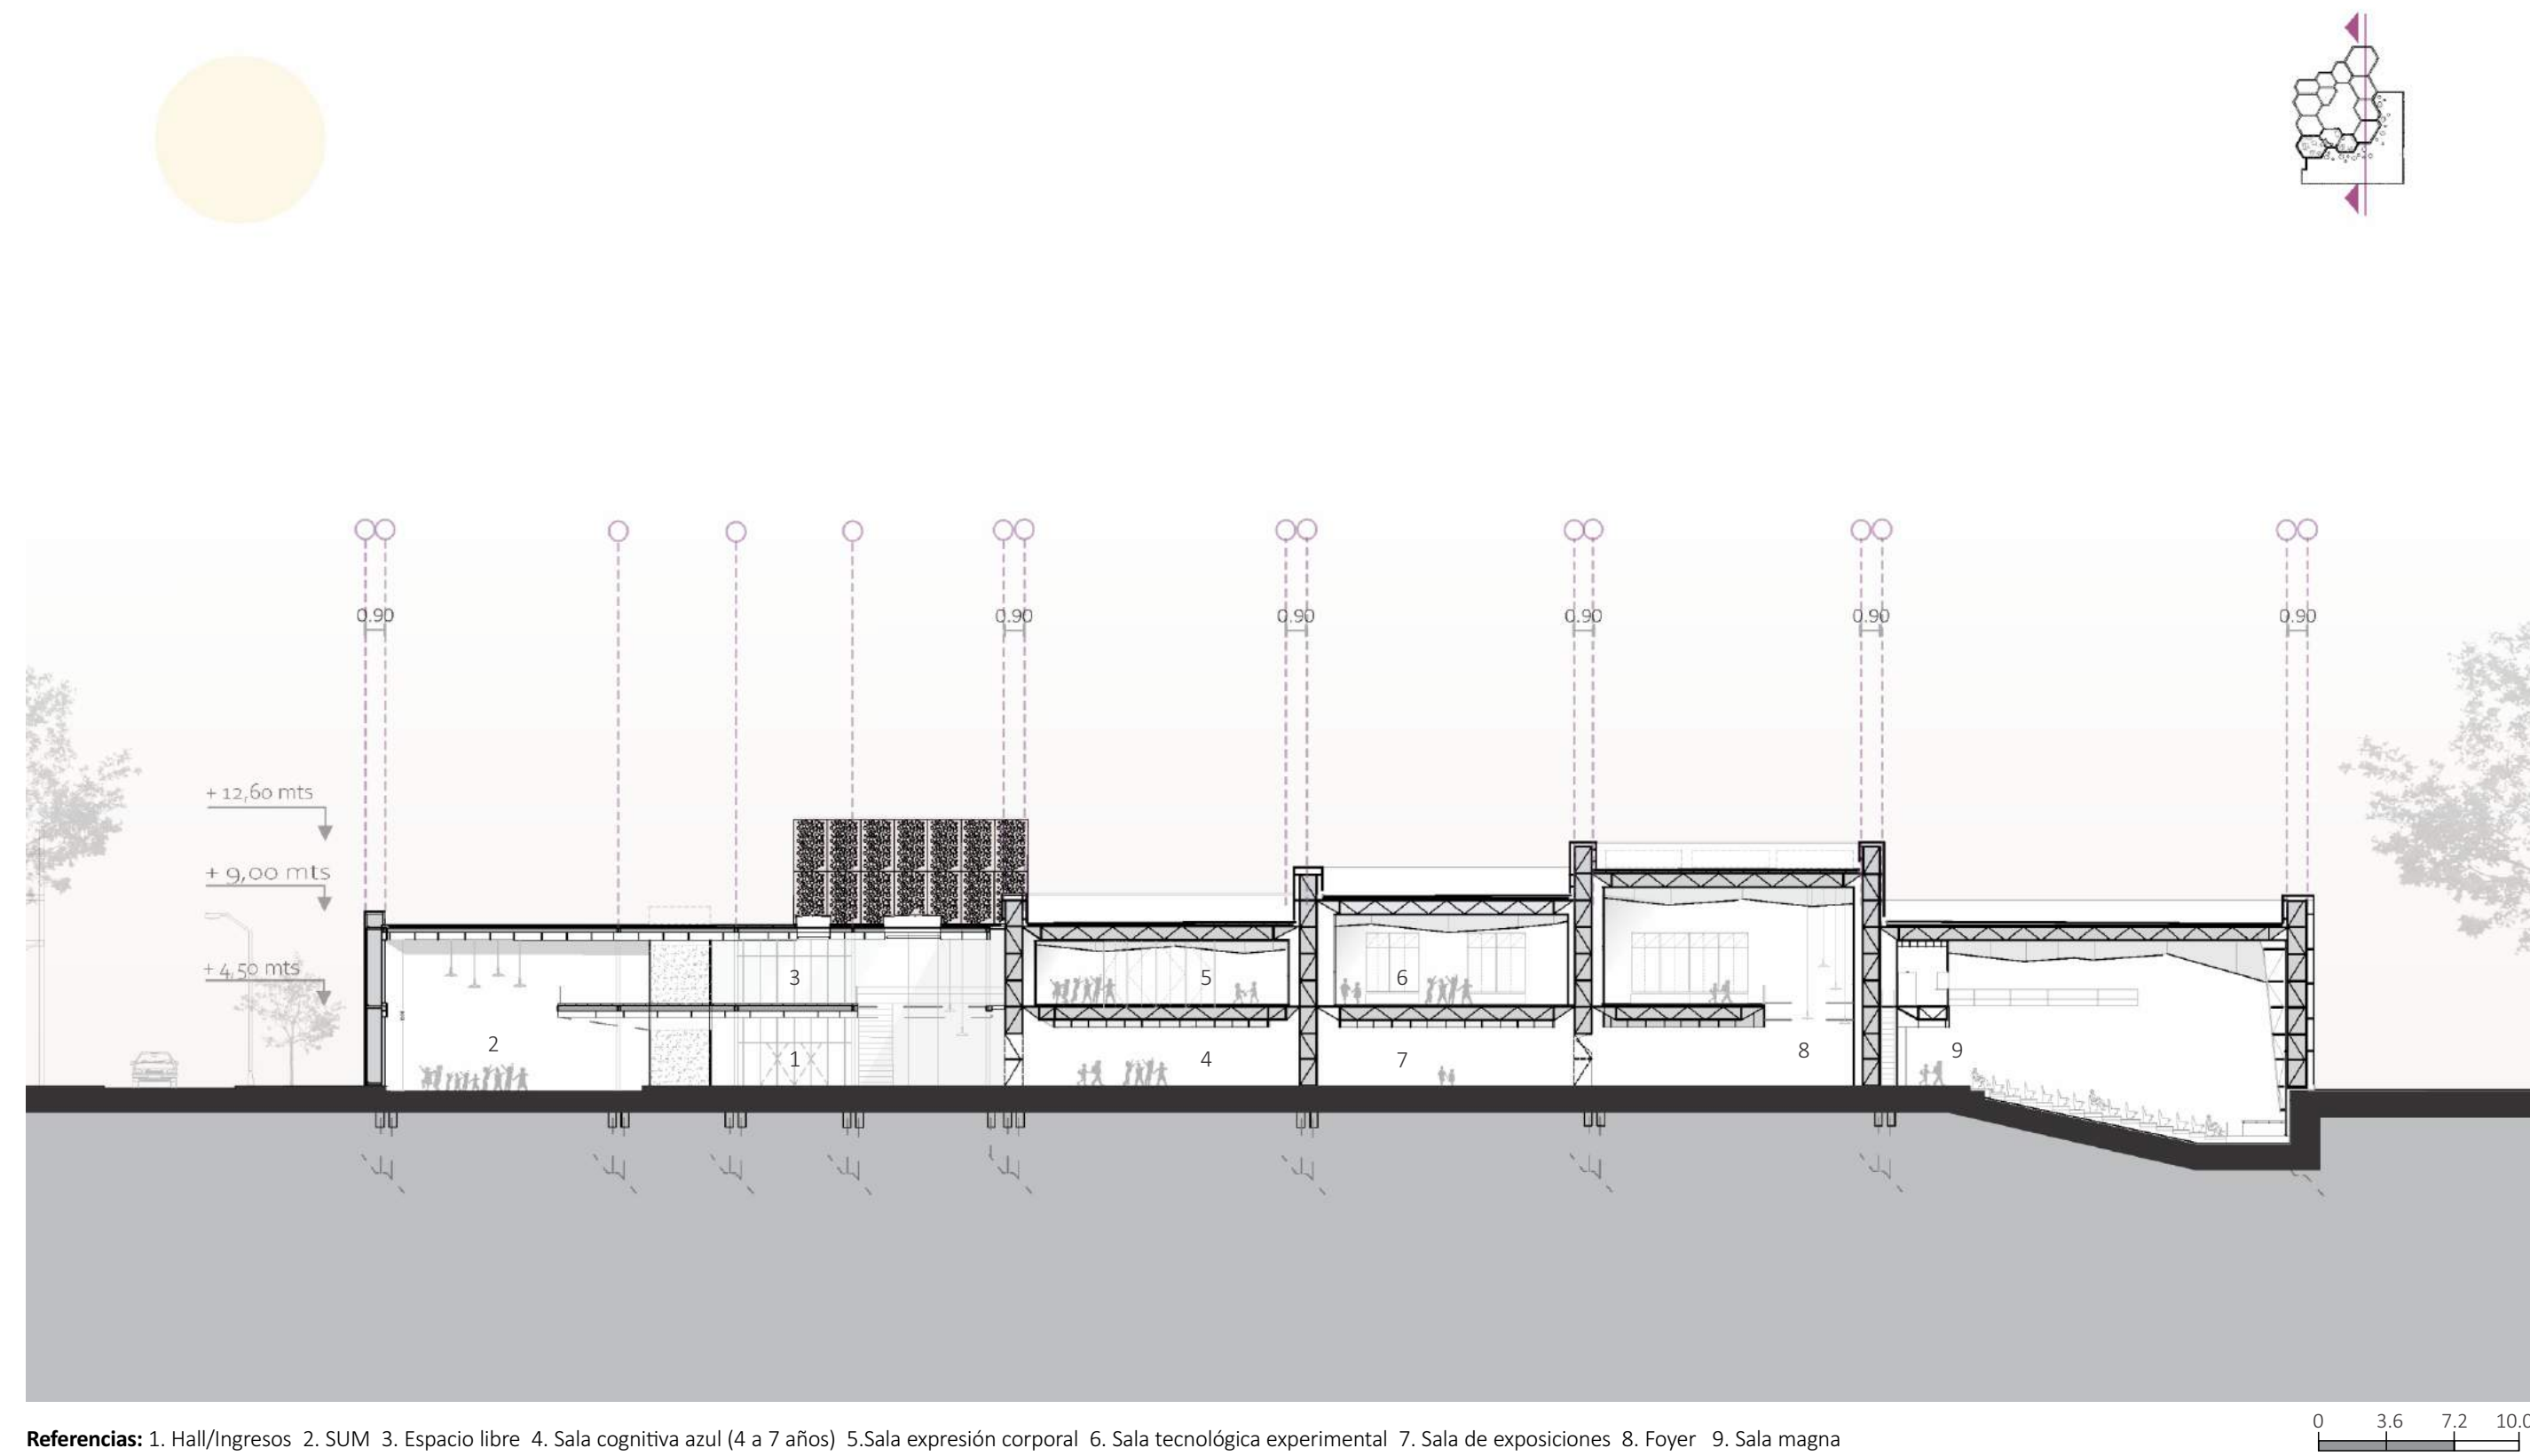 0.90 0.90 0.90 0.90 0.90 0.90
+ 12,60 mts
+ 9,00 mts
+ 4,50 mts
3
5
6
2
1
4
7
8
9
0 3.6 7.2 10.0
Referencias: 1. Hall/Ingresos 2. SUM 3. Espacio libre 4. Sala cognitiva azul (4 a 7 años) 5.Sala expresión corporal 6. Sala tecnológica experimental 7. Sala de exposiciones 8. Foyer 9. Sala magna